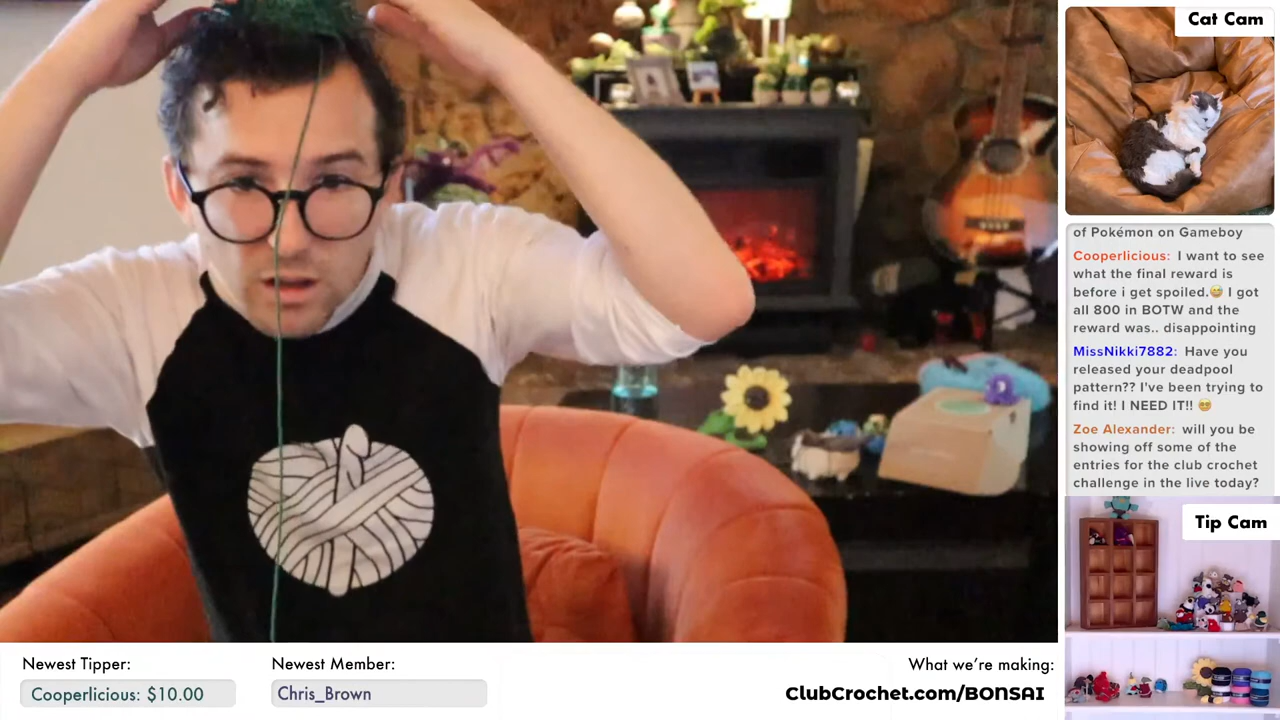 Cat Cam
of Pokémon on Gameboy
Cooperlicious: I want to see
what the final reward is
before i get spoiled.😅 I got
all 800 in BOTW and the
reward was.. disappointing
MissNikki7882: Have you
released your deadpool
pattern?? I've been trying to
find it! I NEED IT!! 🥹
Zoe Alexander: will you be
showing off some of the
entries for the club crochet
challenge in the live today?
Tip Cam
Newest Tipper:
Cooperlicious: $10.00
Newest Member:
Chris_Brown
What we're making:
ClubCrochet.com/BONSAI